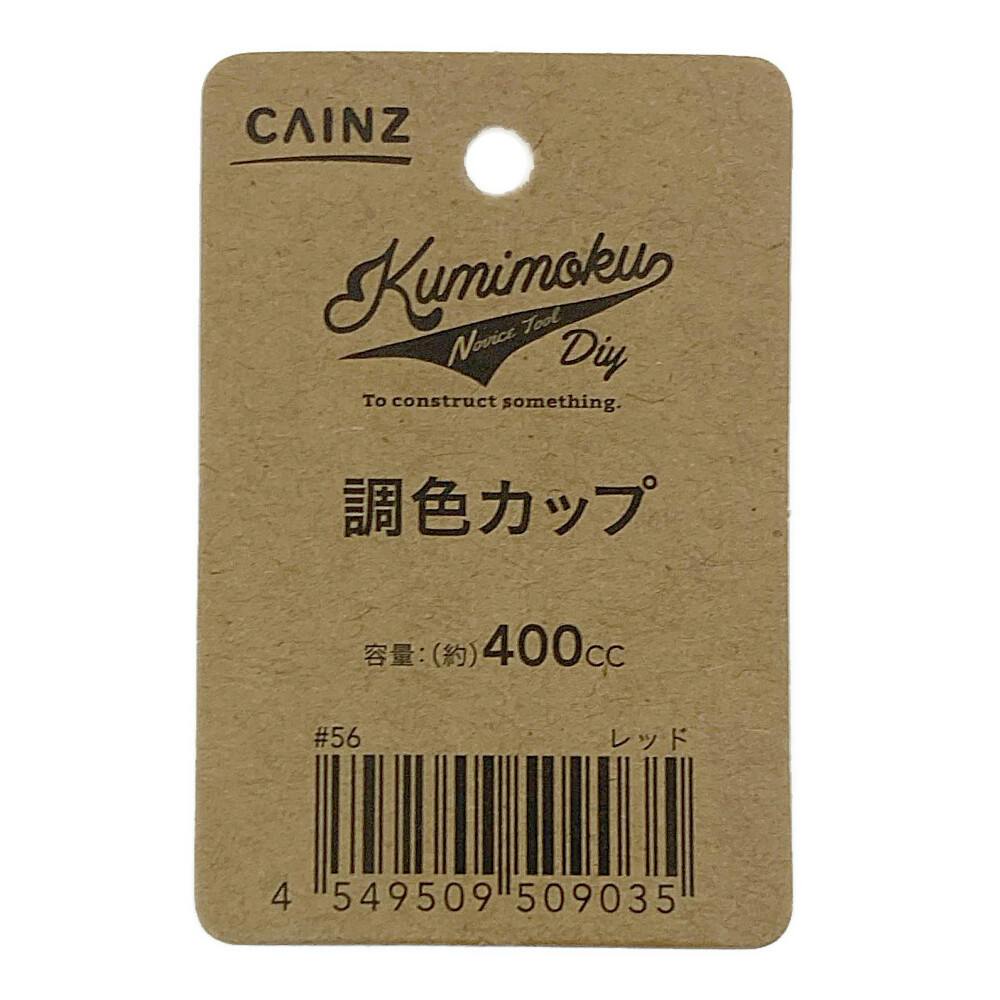 CAINZ
Kumimoku
Novice Tool
Diy
To construct something.
調色カップ
容量:(約)400CC
#56 レッド
4 549509 509035